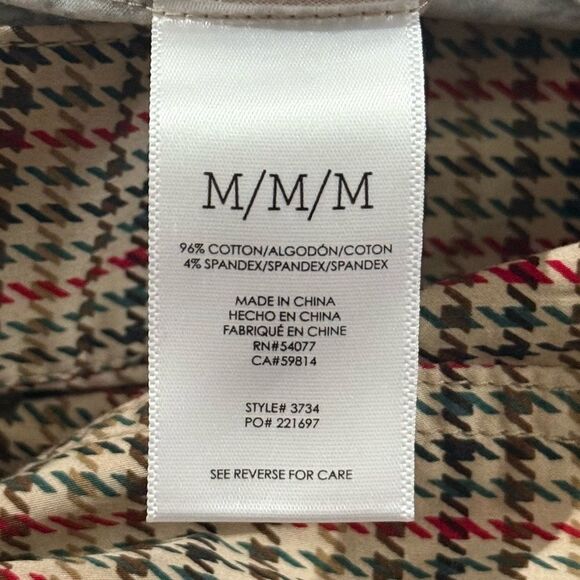 M/M/M
96% COTTON/ALGODÓN/COTON
4% SPANDEX/SPANDEX/SPANDEX
MADE IN CHINA
HECHO EN CHINA
FABRIQUÉ EN CHINE
RN#54077
CA#59814
STYLE# 3734
PO# 221697
SEE REVERSE FOR CARE